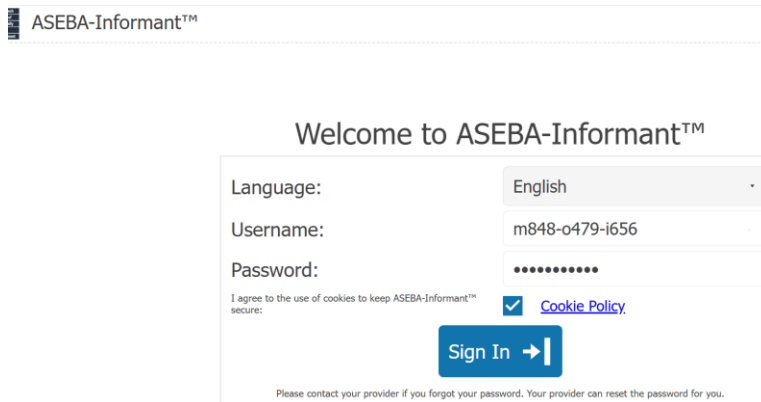 ASEBA-Informant™
Welcome to ASEBA-Informant™
Language: English
Username: m848-o479-i656
Password: •••••••••••
I agree to the use of cookies to keep ASEBA-Informant™
secure:
Cookie Policy
Sign In
Please contact your provider if you forgot your password. Your provider can reset the password for you.